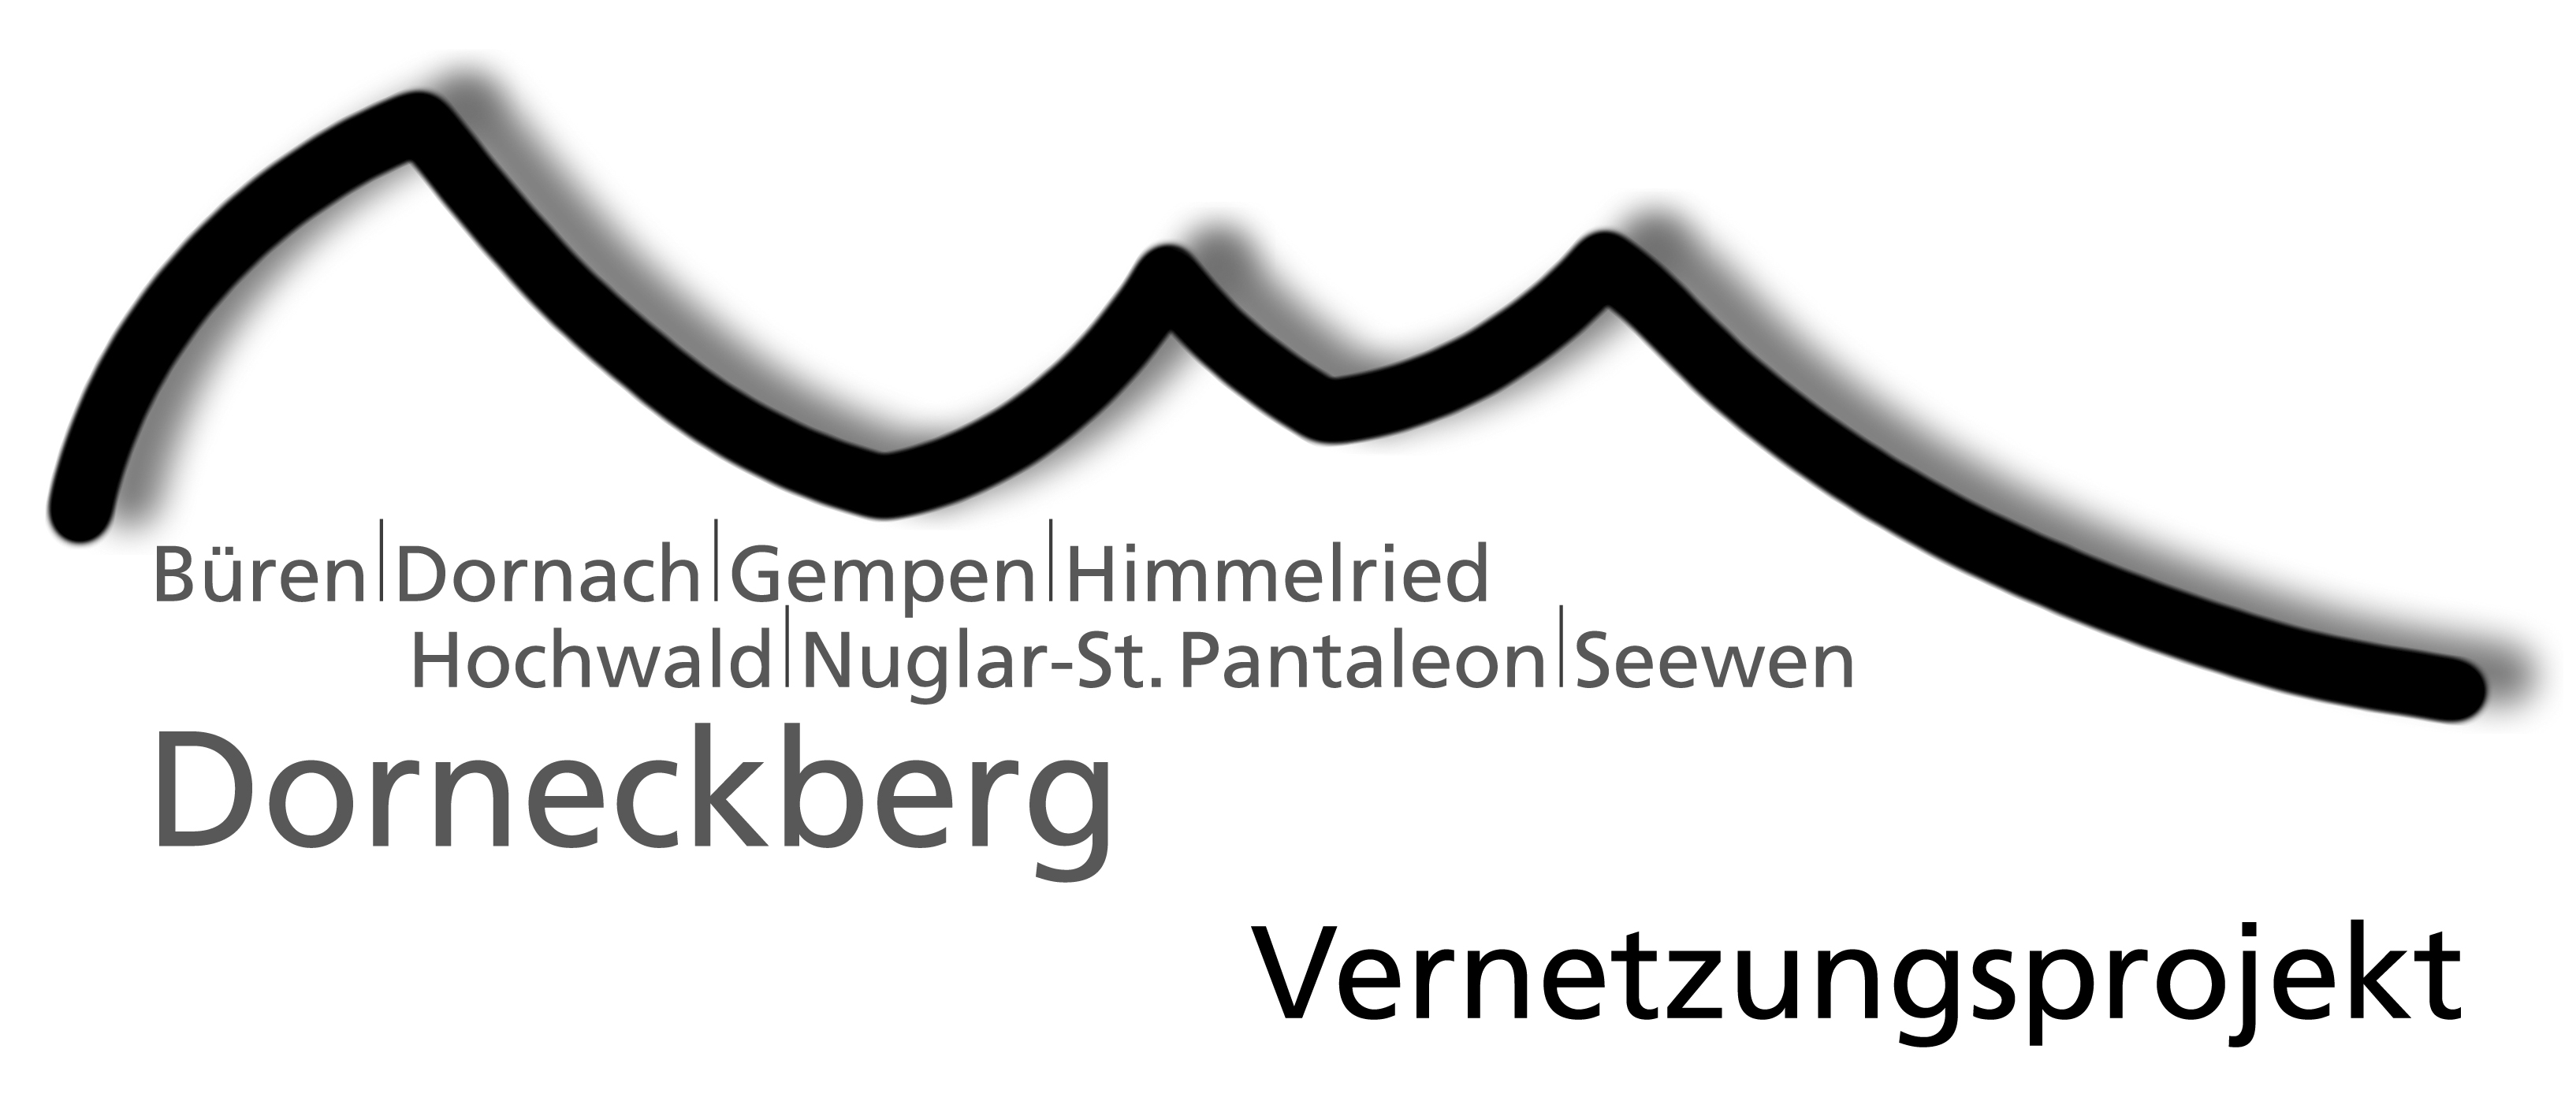 Büren|Dornach|Gempen|Himmelried
Hochwald|Nuglar-St. Pantaleon|Seewen
Dorneckberg
Vernetzungsprojekt